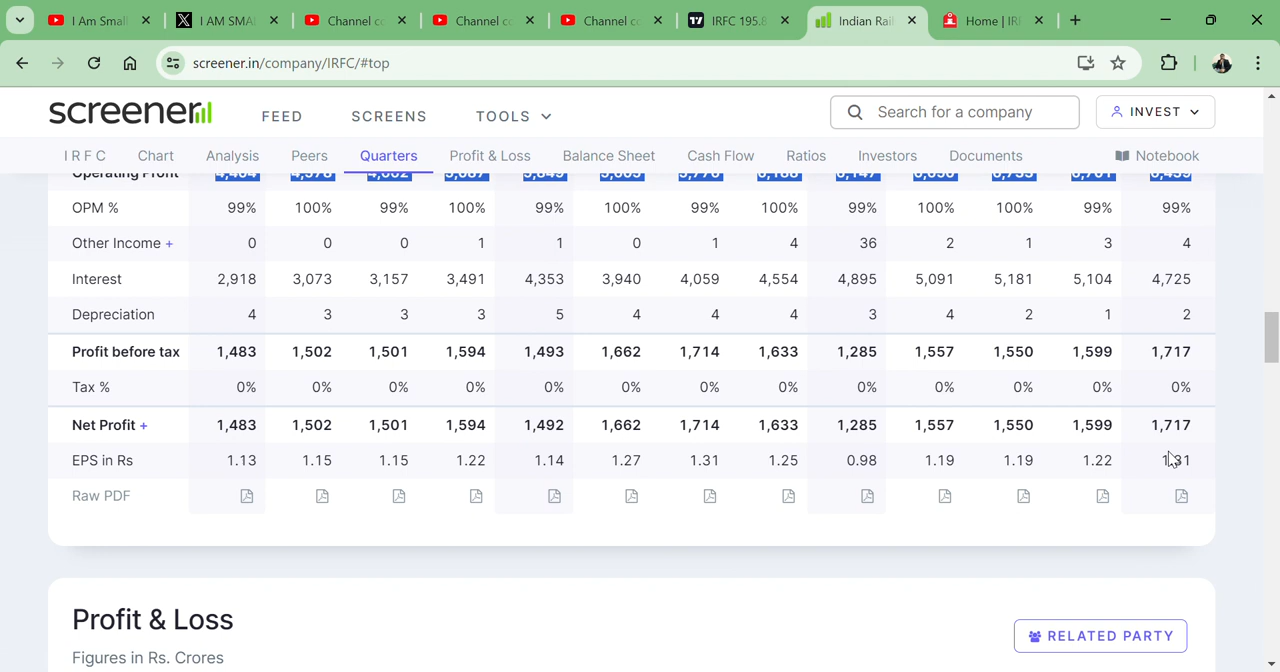 I Am Small
I AM SMA
Channel co
Channel co
Channel co
IRFC 195.8
Indian Rail
Home | IR
screener.in/company/IRFC/#top
screener
FEED
SCREENS
TOOLS
Search for a company
INVEST
I R F C Chart Analysis Peers Quarters Profit & Loss Balance Sheet Cash Flow Ratios Investors Documents Notebook
Operating Profit
OPM % 99% 100% 99% 100% 99% 100% 99% 100% 99% 100% 100% 99% 99%
Other Income + 0 0 0 1 1 0 1 4 36 2 1 3 4
Interest 2,918 3,073 3,157 3,491 4,353 3,940 4,059 4,554 4,895 5,091 5,181 5,104 4,725
Depreciation 4 3 3 3 5 4 4 4 3 4 2 1 2
Profit before tax 1,483 1,502 1,501 1,594 1,493 1,662 1,714 1,633 1,285 1,557 1,550 1,599 1,717
Tax % 0% 0% 0% 0% 0% 0% 0% 0% 0% 0% 0% 0% 0%
Net Profit + 1,483 1,502 1,501 1,594 1,492 1,662 1,714 1,633 1,285 1,557 1,550 1,599 1,717
EPS in Rs 1.13 1.15 1.15 1.22 1.14 1.27 1.31 1.25 0.98 1.19 1.19 1.22 1.31
Raw PDF
Profit & Loss
RELATED PARTY
Figures in Rs. Crores